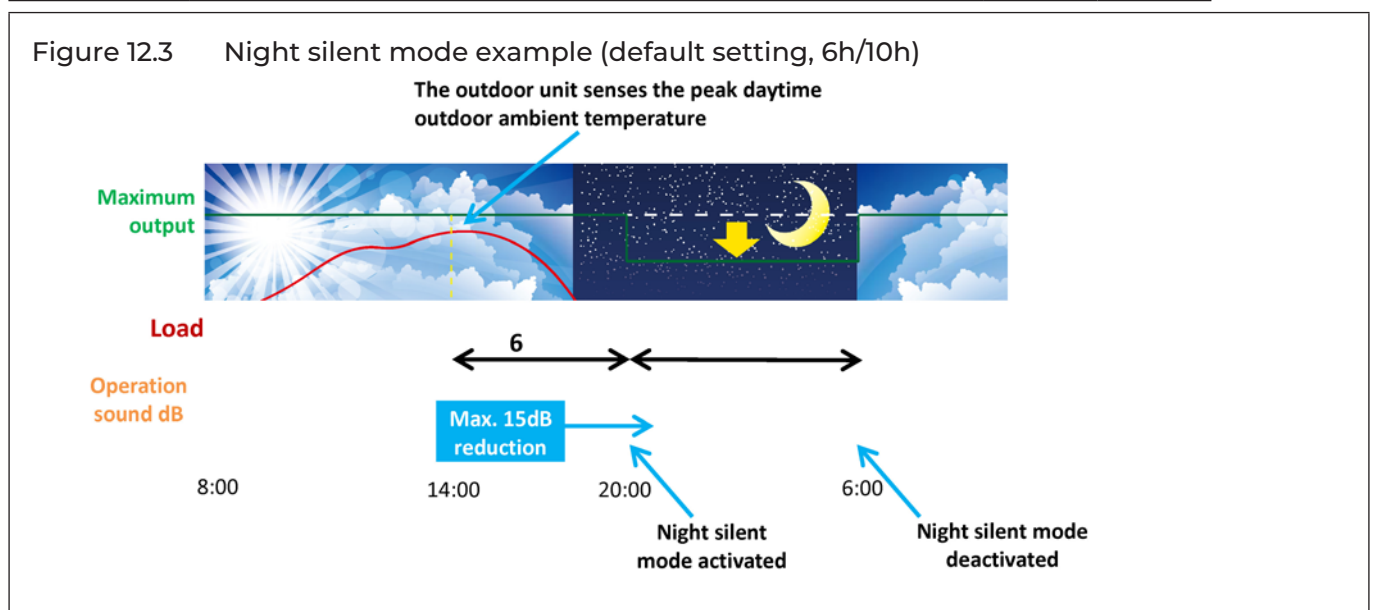 Figure 12.3 Night silent mode example (default setting, 6h/10h)
The outdoor unit senses the peak daytime
outdoor ambient temperature
Maximum
output
Load
6
Operation
sound dB
Max. 15dB
reduction
8:00 14:00 20:00 6:00
Night silent
mode activated
Night silent mode
deactivated